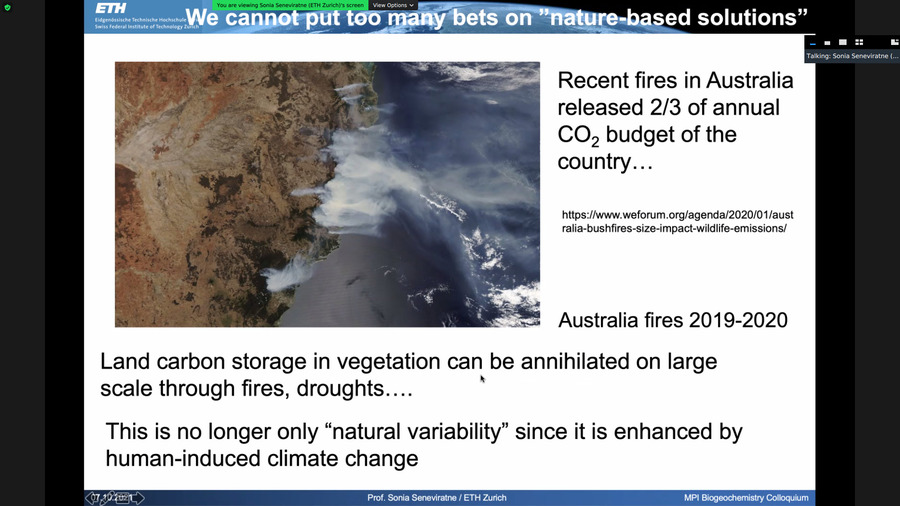 You are viewing Sonia Seneviratne (ETH Zurich)'s screen
View Options
ETH
Eidgenössische Technische Hochschule
Swiss Federal Institute of Technology Zurich
We cannot put too many bets on ”nature-based solutions”
Talking: Sonia Seneviratne (...
Recent fires in Australia
released 2/3 of annual
CO2 budget of the
country…
https://www.weforum.org/agenda/2020/01/aust
ralia-bushfires-size-impact-wildlife-emissions/
Australia fires 2019-2020
Land carbon storage in vegetation can be annihilated on large
scale through fires, droughts….
This is no longer only “natural variability” since it is enhanced by
human-induced climate change
07.10.2021
Prof. Sonia Seneviratne / ETH Zurich
MPI Biogeochemistry Colloquium